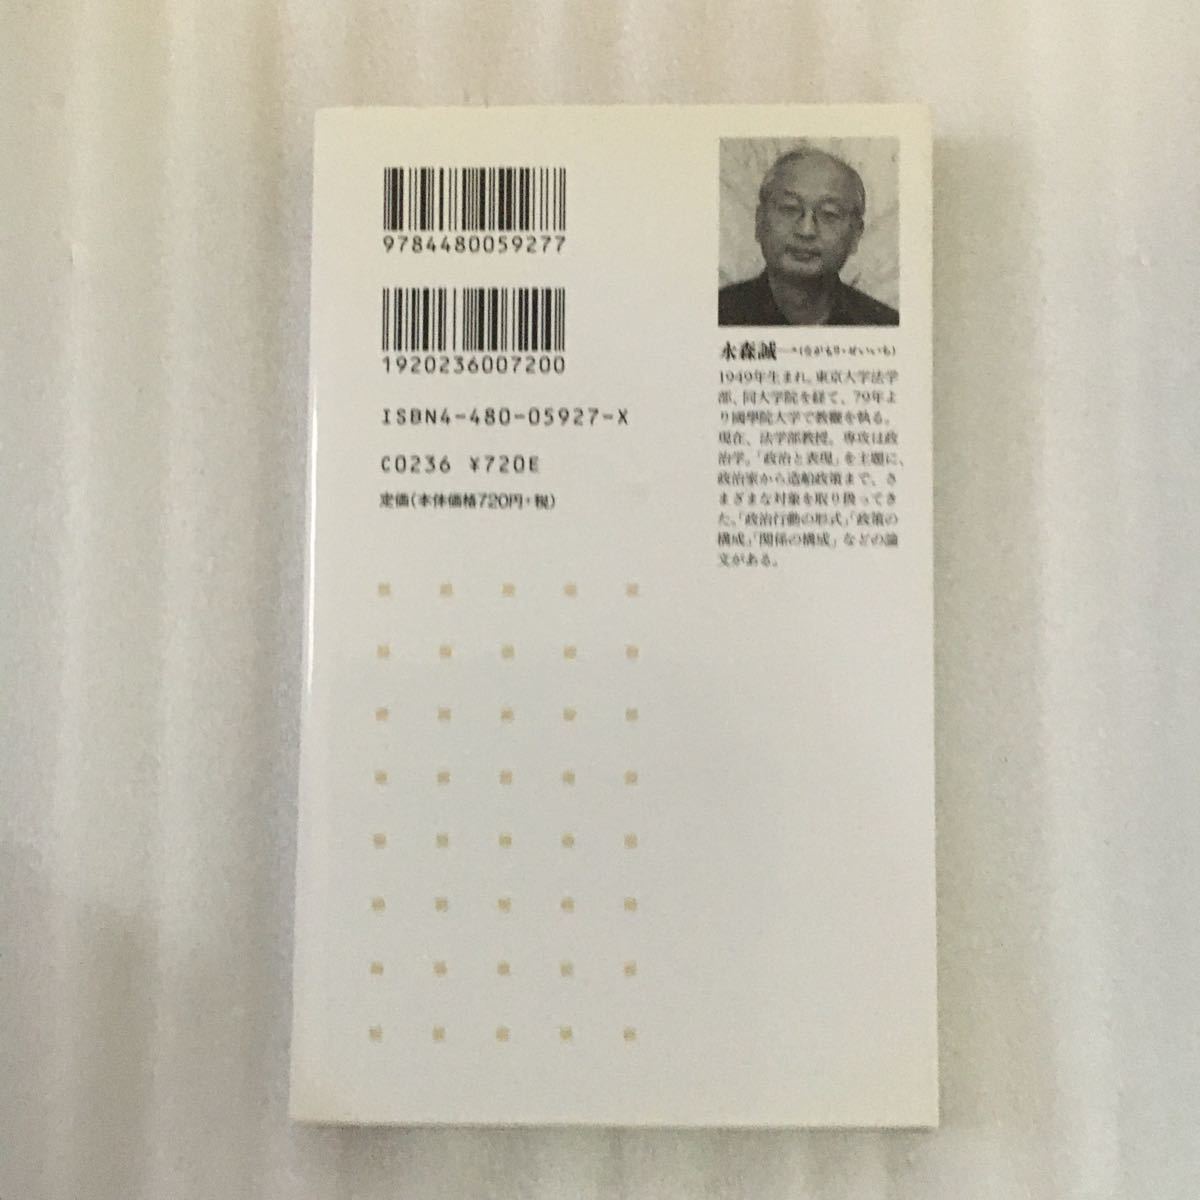 9784480059277
1920236007200
ISBN4-480-05927-X
C0236 ¥720E
定価(本体価格720円+税)
永森誠一(ながもり・せいいち)
1949年生まれ。東京大学法学
部、同大学院を経て、79年よ
り國學院大学で教鞭を執る。
現在、法学部教授。専攻は政
治学。「政治と表現」を主題に、
政治家から造船政策まで、さ
まざまな対象を取り扱ってき
た。「政治行動の形式」「政策の
構成」「関係の構成」などの論
文がある。